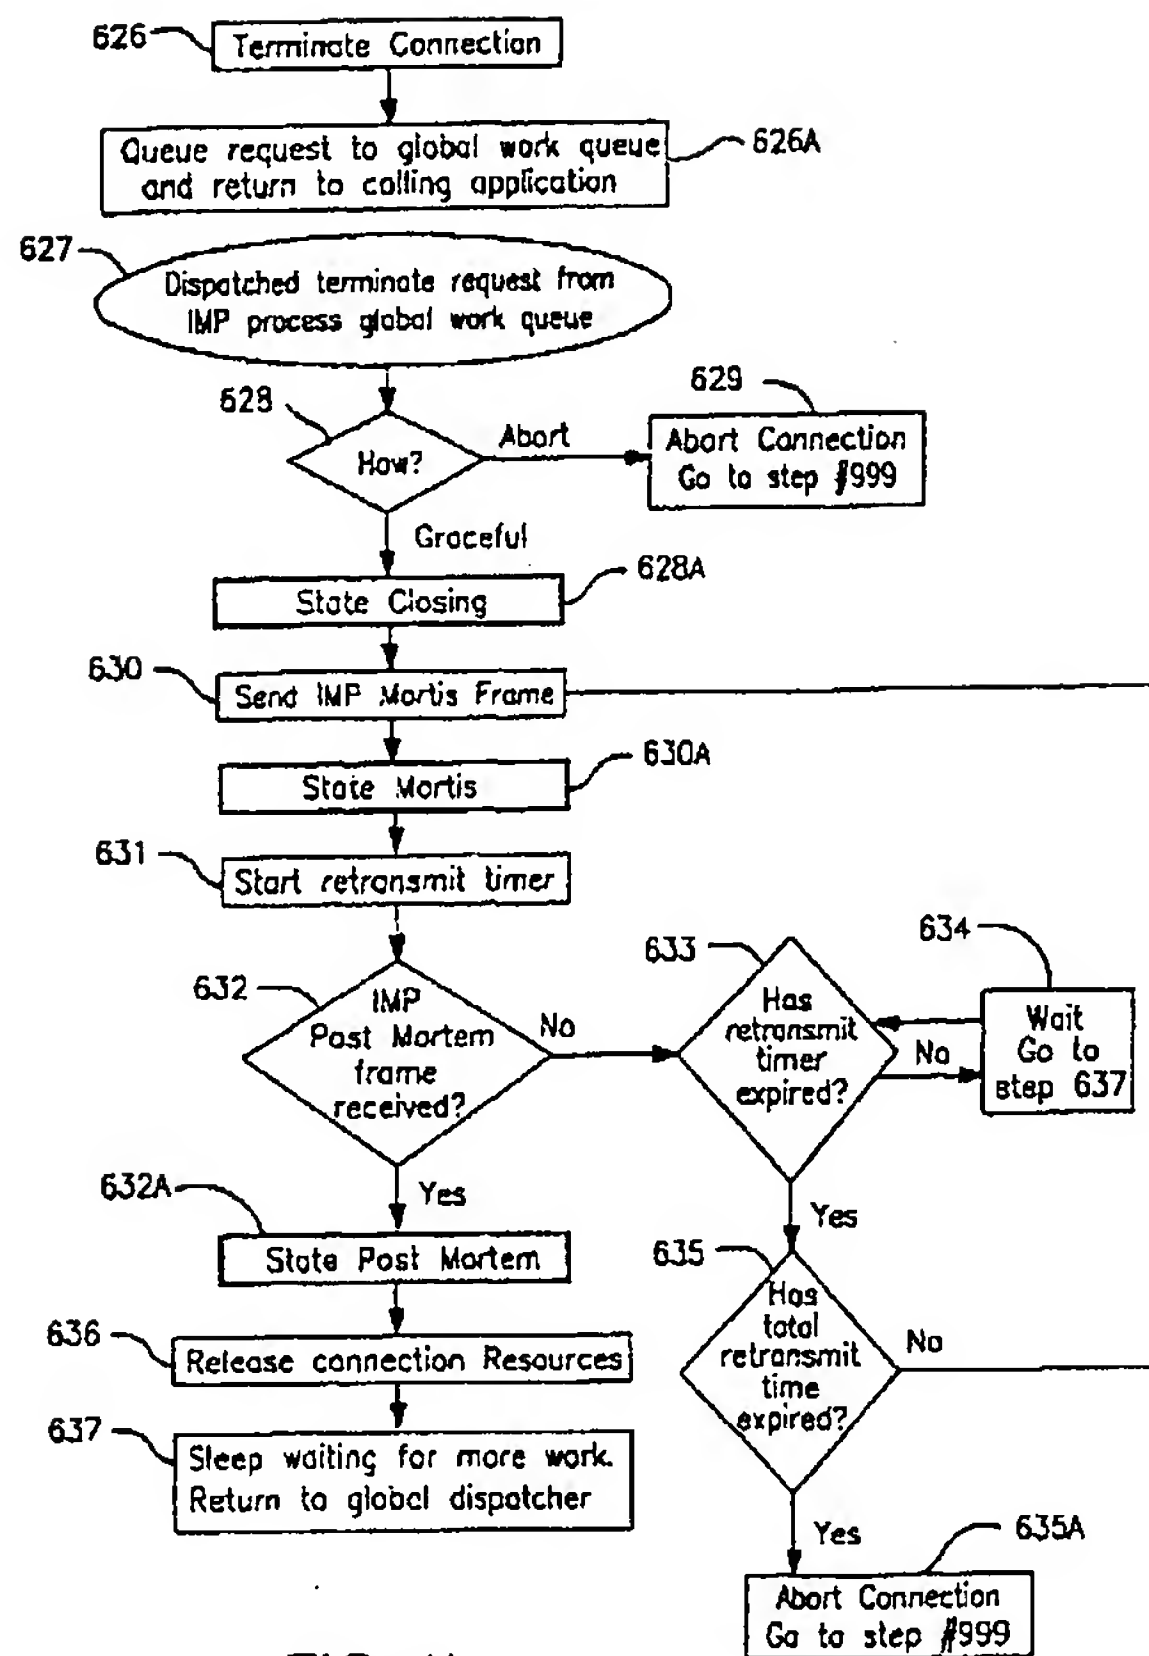 626
Terminate Connection
Queue request to global work queue
and return to calling application
626A
627
Dispatched terminate request from
IMP process global work queue
628
How?
Abort
629
Abort Connection
Go to step #999
Graceful
628A
State Closing
630
Send IMP Mortis Frame
630A
State Mortis
631
Start retransmit timer
632
IMP
Post Mortem
frame
received?
No
633
Has
retransmit
timer
expired?
No
634
Wait
Go to
step 637
Yes
632A
State Post Mortem
Yes
635
Has
total
retransmit
time
expired?
No
636
Release connection Resources
637
Sleep waiting for more work.
Return to global dispatcher
Yes
635A
Abort Connection
Go to step #999